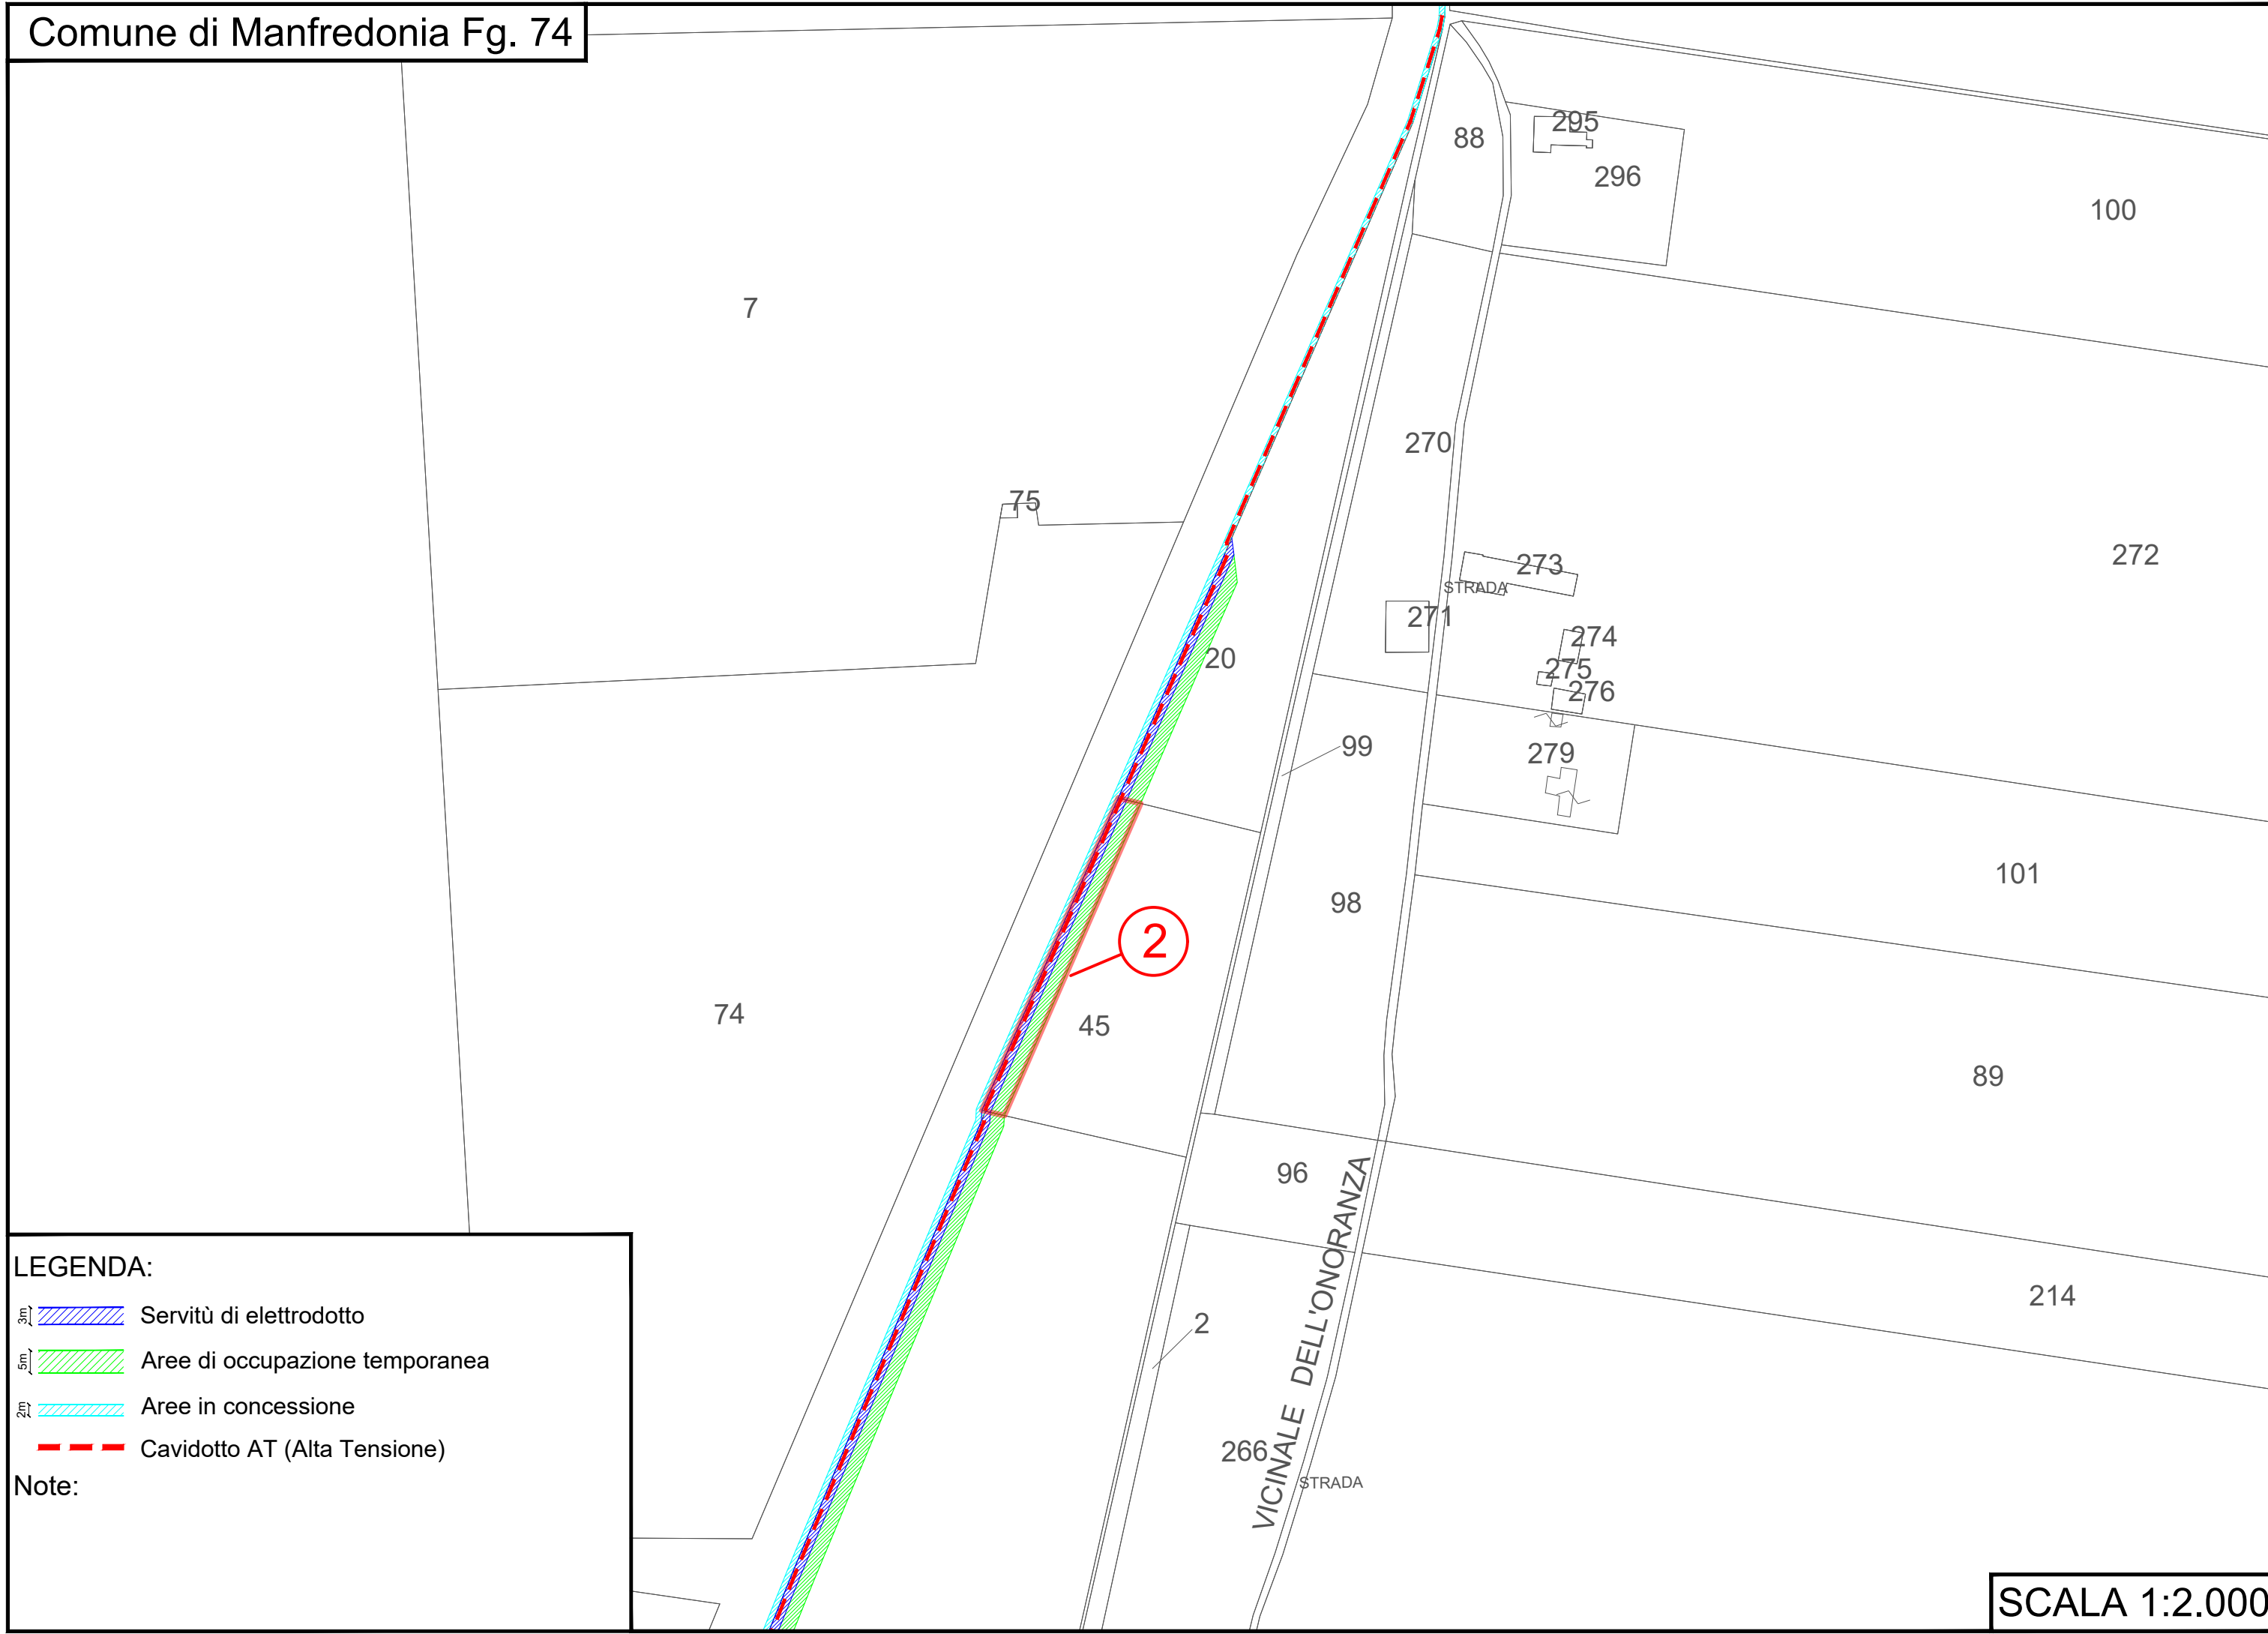 Comune di Manfredonia Fg. 74
295
88
296
100
7
270
75
273
STRADA
272
271
274
20
275
276
99
279
101
98
2
74
45
89
96
VICINALE DELL'ONORANZA
214
2
266
STRADA
LEGENDA:
3m
Servitù di elettrodotto
5m
Aree di occupazione temporanea
2m
Aree in concessione
Cavidotto AT (Alta Tensione)
Note:
SCALA 1:2.000